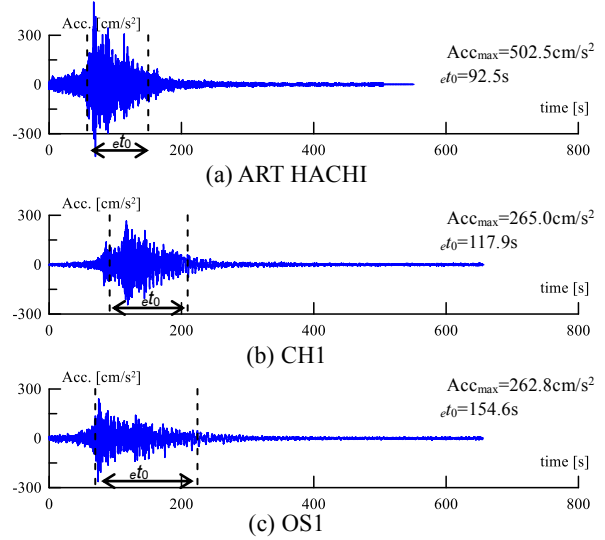 Acc. [cm/s²]
300
0
-300
Accmax=502.5cm/s²
et0=92.5s
time [s]
et0
0 200 400 600 800
(a) ART HACHI
Acc. [cm/s²]
300
0
-300
Accmax=265.0cm/s²
et0=117.9s
time [s]
et0
0 200 400 600 800
(b) CH1
Acc. [cm/s²]
300
0
-300
Accmax=262.8cm/s²
et0=154.6s
time [s]
et0
0 200 400 600 800
(c) OS1